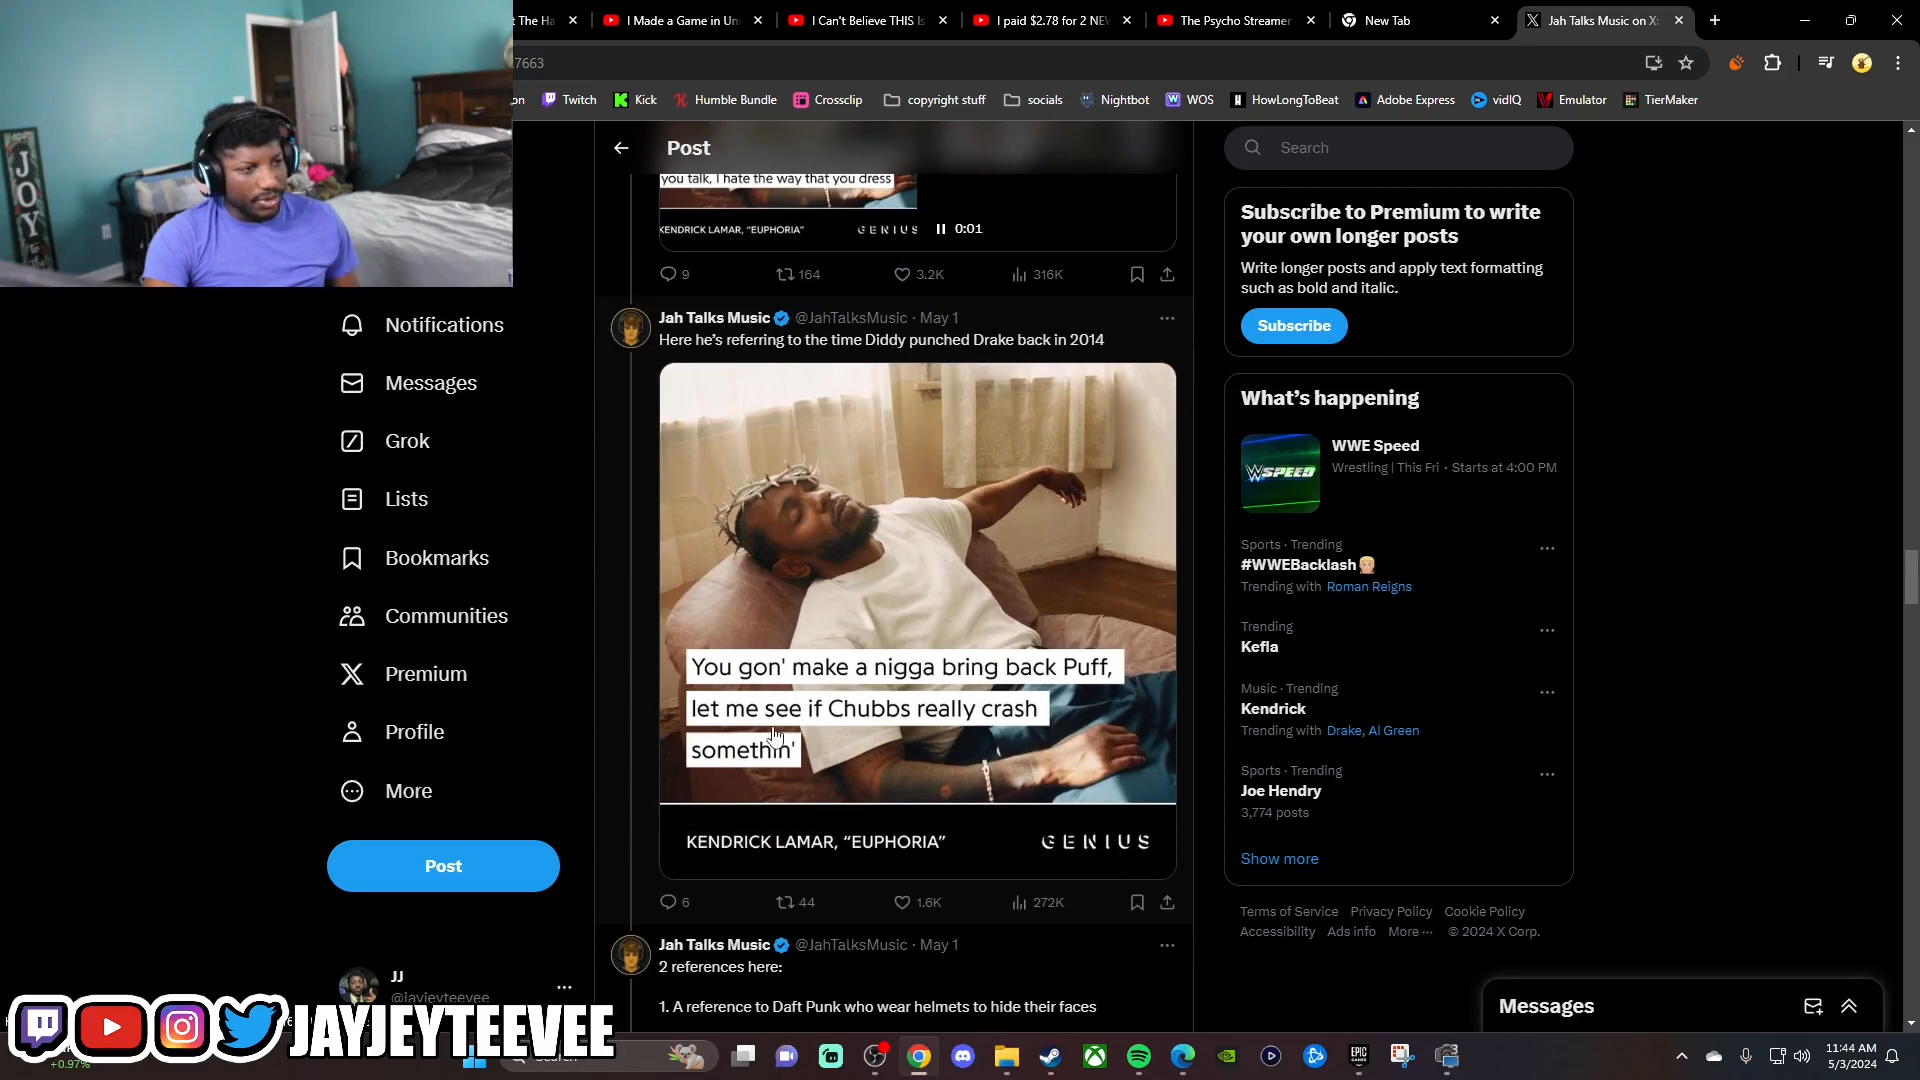 t The Ha
I Made a Game in Un
I Can't Believe THIS Is
I paid $2.78 for 2 NEW
The Psycho Streamer
New Tab
Jah Talks Music on X:
7663
on
Twitch
Kick
Humble Bundle
Crossclip
copyright stuff
socials
Nightbot
WOS
HowLongToBeat
Adobe Express
vidIQ
Emulator
TierMaker
JOY
Post
you talk, I hate the way that you dress
KENDRICK LAMAR, “EUPHORIA”
GENIUS
0:01
9
164
3.2K
316K
Jah Talks Music @JahTalksMusic · May 1
Here he’s referring to the time Diddy punched Drake back in 2014
You gon' make a nigga bring back Puff,
let me see if Chubbs really crash
somethin'
KENDRICK LAMAR, “EUPHORIA”
GENIUS
6
44
1.6K
272K
Jah Talks Music @JahTalksMusic · May 1
2 references here:
1. A reference to Daft Punk who wear helmets to hide their faces
Notifications
Messages
Grok
Lists
Bookmarks
Communities
Premium
Profile
More
Post
JJ
@jayjeyteevee
Search
Subscribe to Premium to write
your own longer posts
Write longer posts and apply text formatting
such as bold and italic.
Subscribe
What’s happening
WSPEED
WWE Speed
Wrestling | This Fri · Starts at 4:00 PM
Sports · Trending
#WWEBacklash
Trending with Roman Reigns
Trending
Kefla
Music · Trending
Kendrick
Trending with Drake, Al Green
Sports · Trending
Joe Hendry
3,774 posts
Show more
Terms of Service Privacy Policy Cookie Policy
Accessibility Ads info More ··· © 2024 X Corp.
Messages
JAYJEYTEEVEE
+0.97%
Search
EPIC GAMES
11:44 AM
5/3/2024